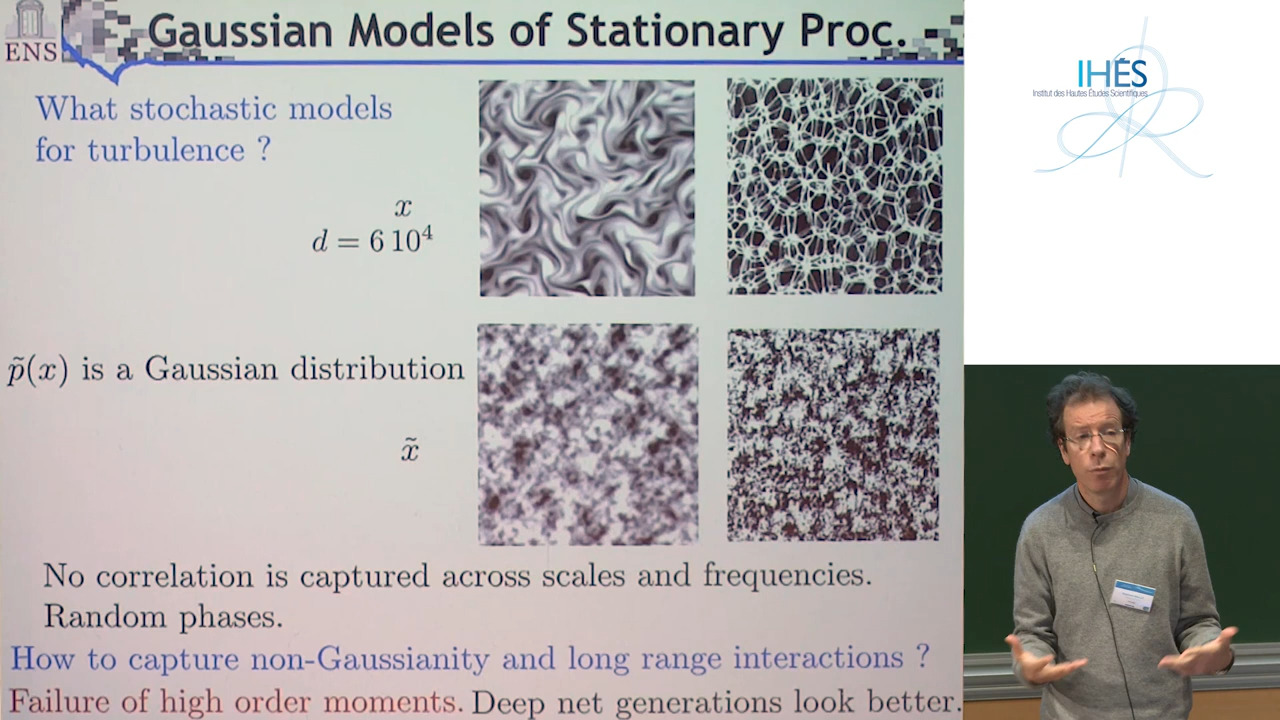 ENS
Gaussian Models of Stationary Proc.
What stochastic models
for turbulence ?
x
d = 6 10⁴
p̃(x) is a Gaussian distribution
x̃
No correlation is captured across scales and frequencies.
Random phases.
How to capture non-Gaussianity and long range interactions ?
Failure of high order moments. Deep net generations look better.
IHÉS
Institut des Hautes Études Scientifiques